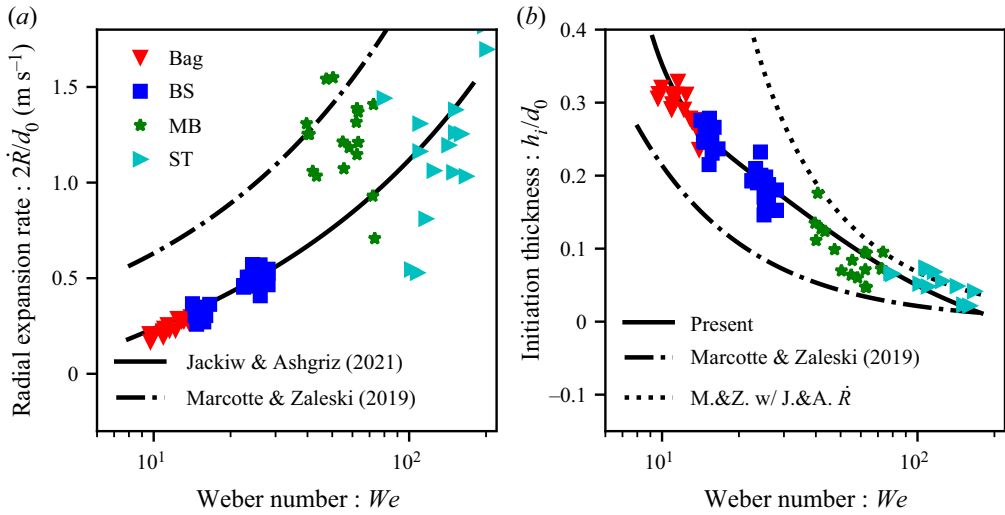 (a)
Radial expansion rate : 2Ṙ/d₀ (m s⁻¹)
1.5
1.0
0.5
0
Bag
BS
MB
ST
Jackiw & Ashgriz (2021)
Marcotte & Zaleski (2019)
10¹
10²
Weber number : We
(b)
Initiation thickness : hᵢ/d₀
0.4
0.3
0.2
0.1
0
−0.1
Present
Marcotte & Zaleski (2019)
M.&Z. w/ J.&A. Ṙ
10¹
10²
Weber number : We